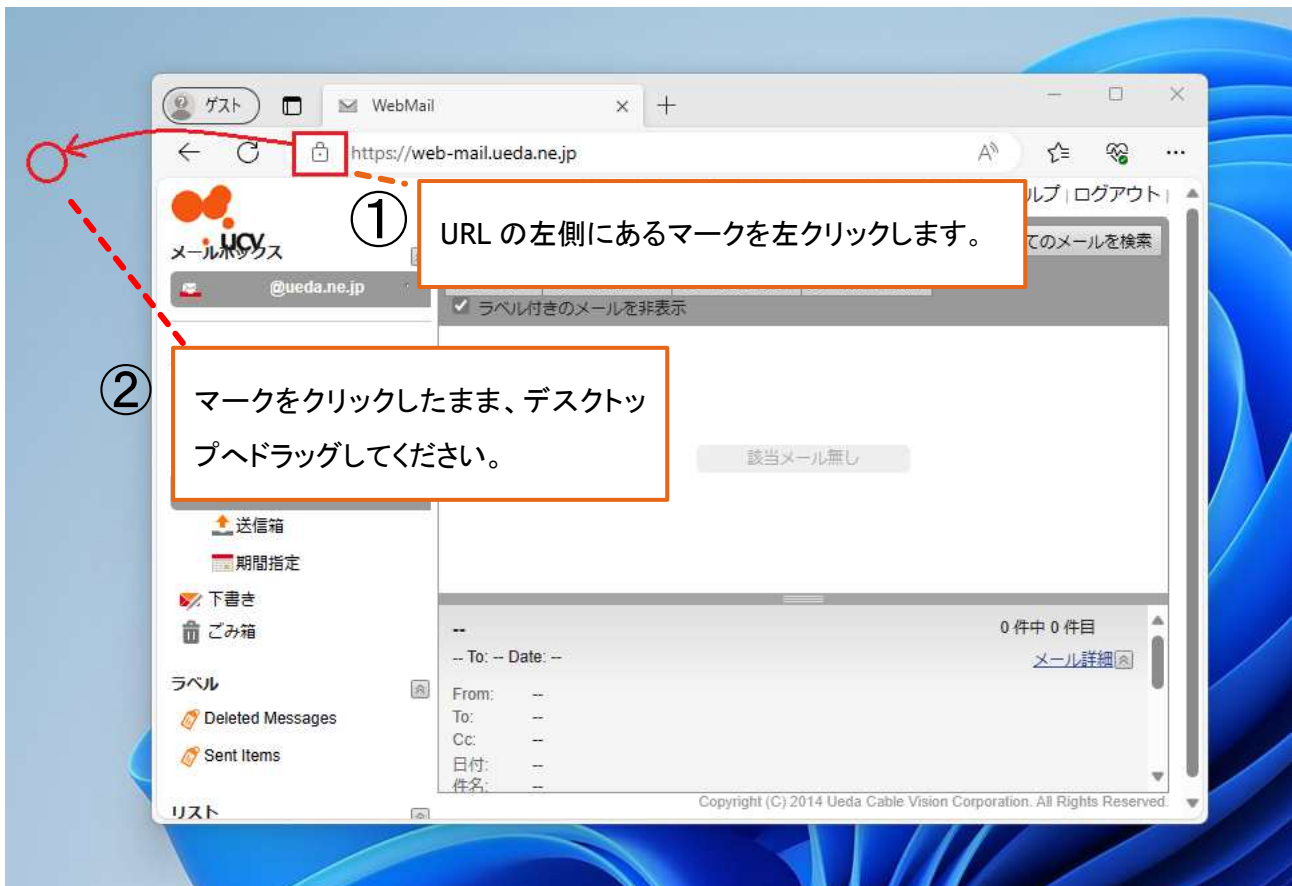 ゲスト
WebMail
https://web-mail.ueda.ne.jp
①
URL の左側にあるマークを左クリックします。
ルプ | ログアウト |
てのメールを検索
ucv
メールボックス
@ueda.ne.jp
ラベル付きのメールを非表示
②
マークをクリックしたまま、デスクトッ
プへドラッグしてください。
該当メール無し
送信箱
期間指定
下書き
ごみ箱
ラベル
Deleted Messages
Sent Items
リスト
--
0 件中 0 件目
-- To: -- Date: --
メール詳細
From: --
To: --
Cc: --
日付: --
件名: --
Copyright (C) 2014 Ueda Cable Vision Corporation. All Rights Reserved.